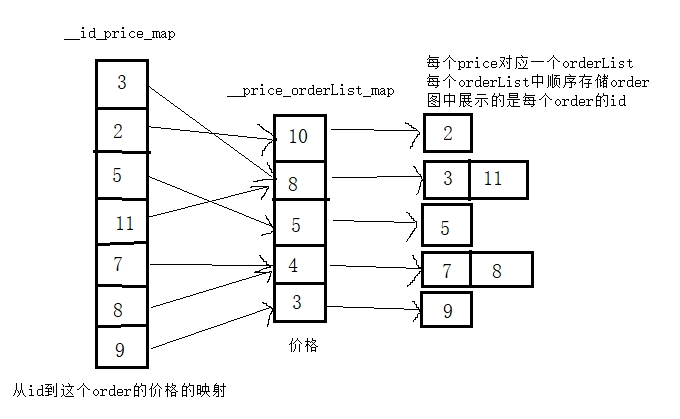 __id_price_map
3
2
5
11
7
8
9
从id到这个order的价格的映射
__price_orderList_map
10
8
5
4
3
价格
每个price对应一个orderList
每个orderList中顺序存储order
图中展示的是每个order的id
2
3 11
5
7 8
9